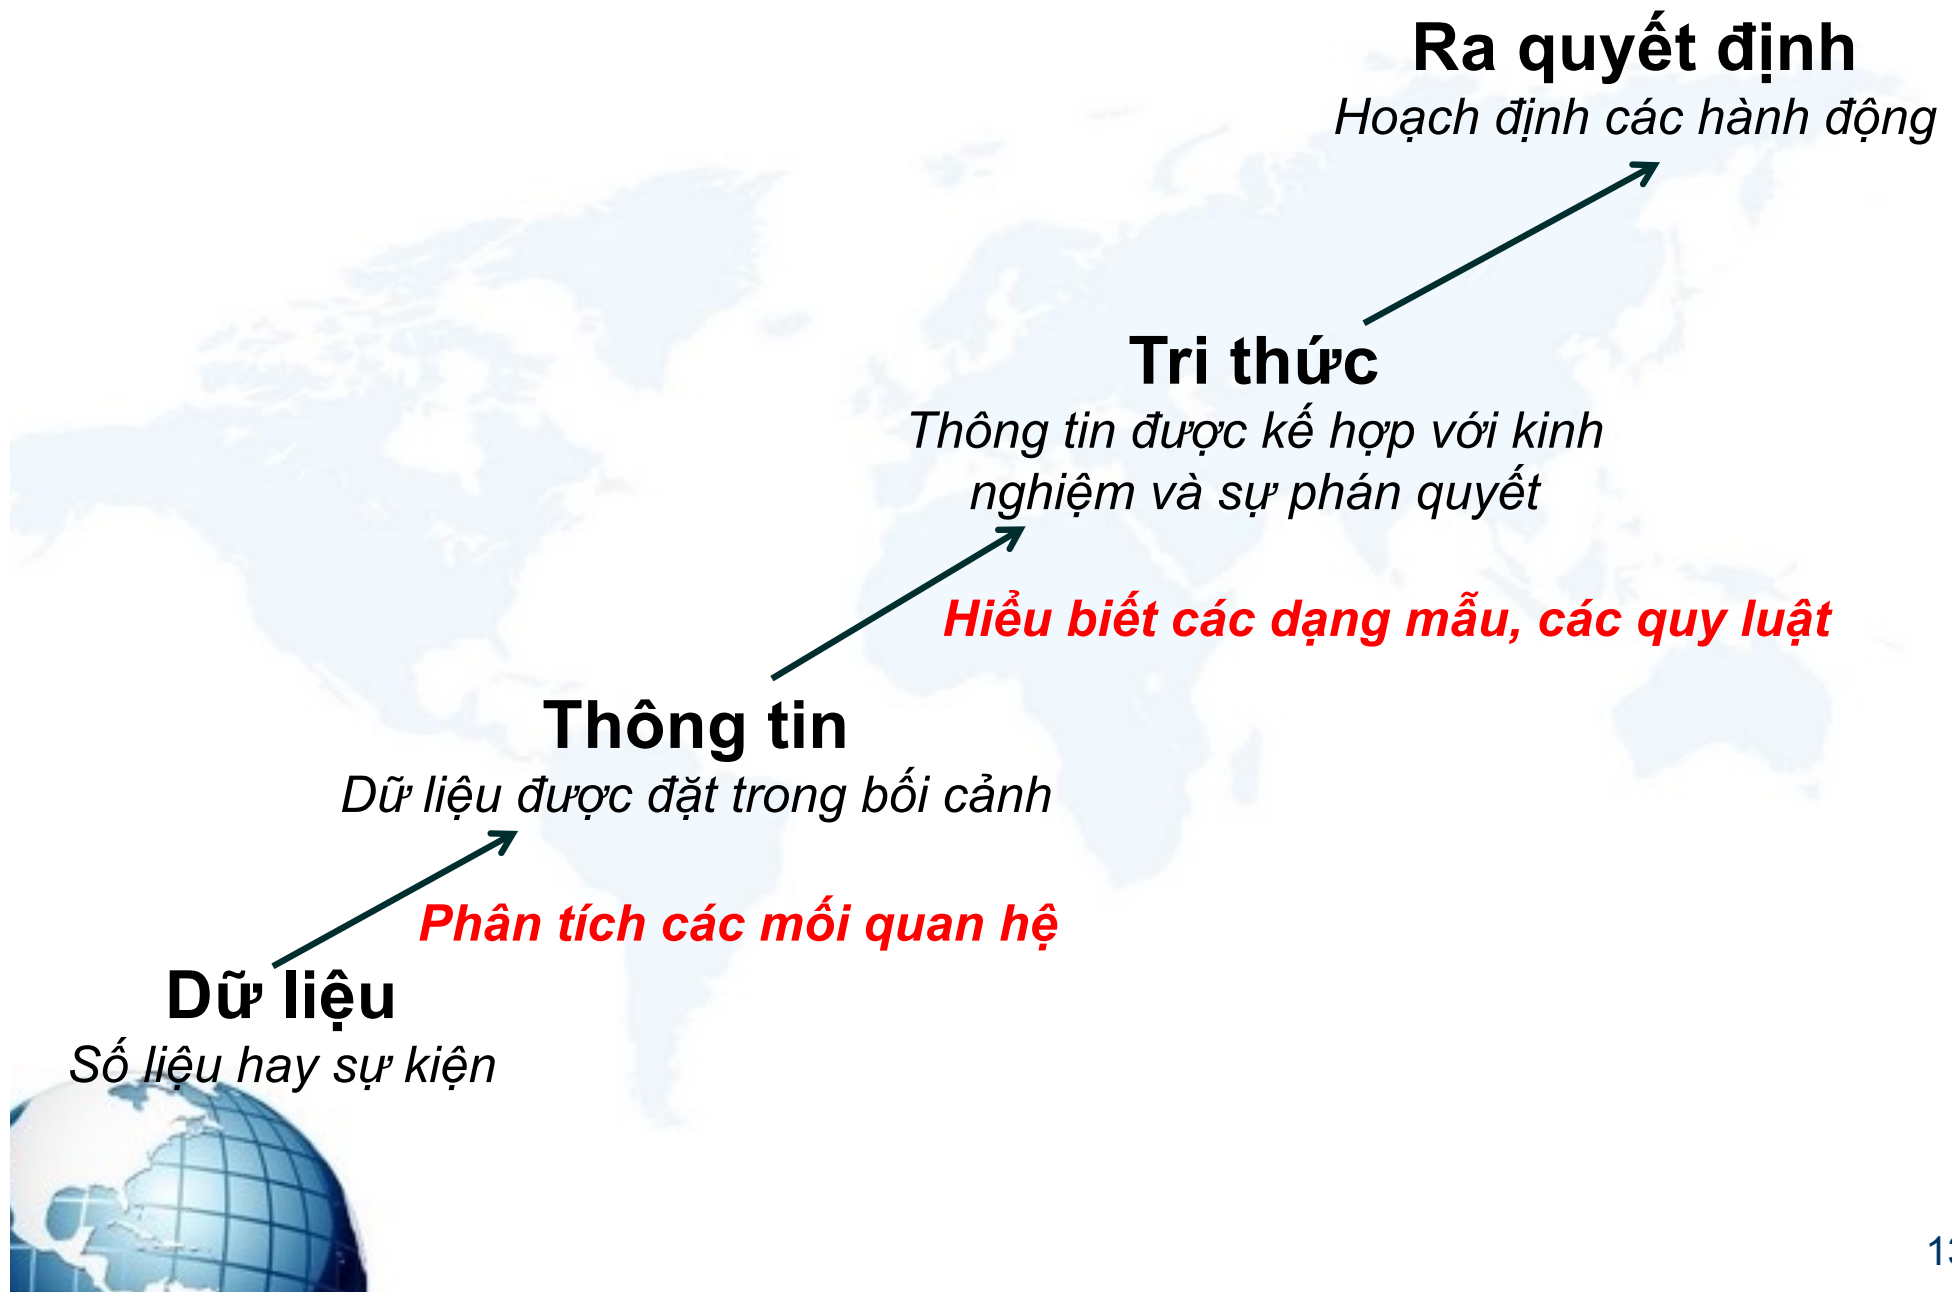 Ra quyết định
Hoạch định các hành động
Tri thức
Thông tin được kế hợp với kinh
nghiệm và sự phán quyết
Hiểu biết các dạng mẫu, các quy luật
Thông tin
Dữ liệu được đặt trong bối cảnh
Phân tích các mối quan hệ
Dữ liệu
Số liệu hay sự kiện
13